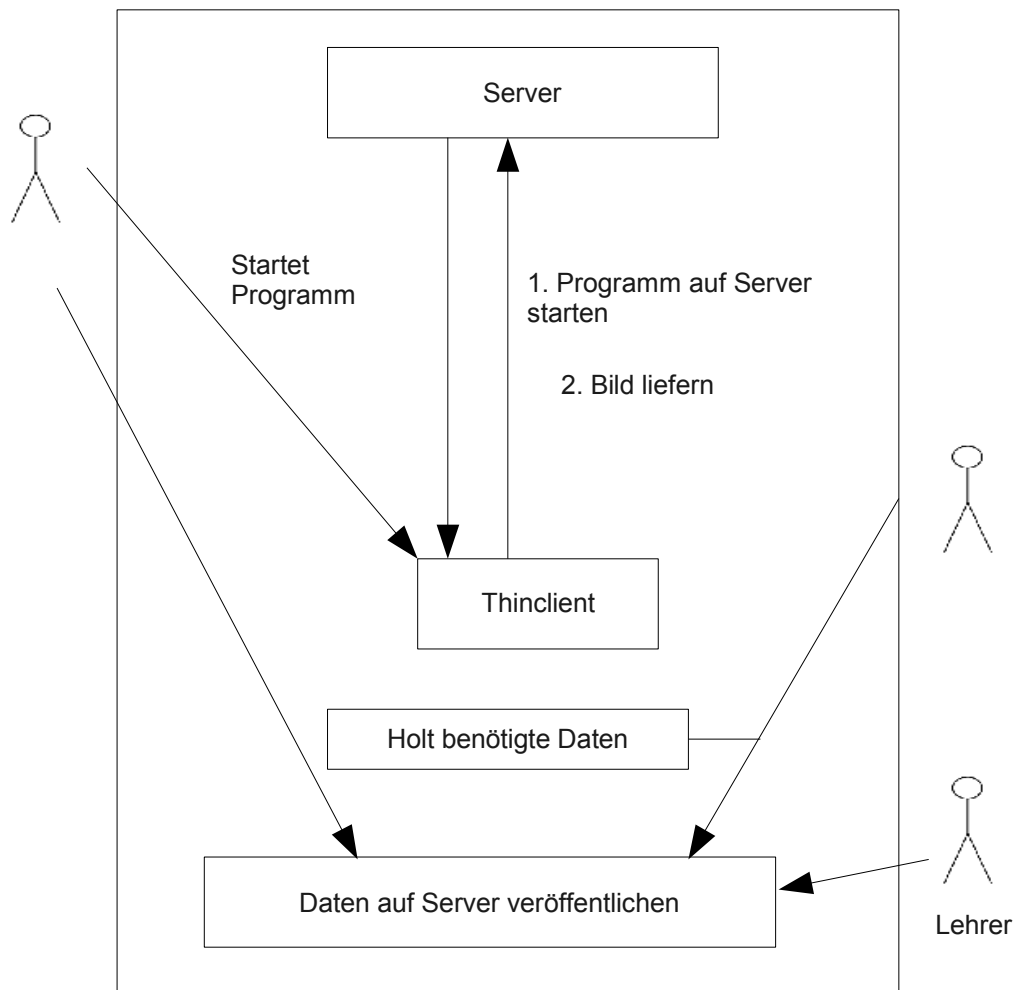 Server
Startet
Programm
1. Programm auf Server
starten
2. Bild liefern
Thinclient
Holt benötigte Daten
Daten auf Server veröffentlichen
Lehrer